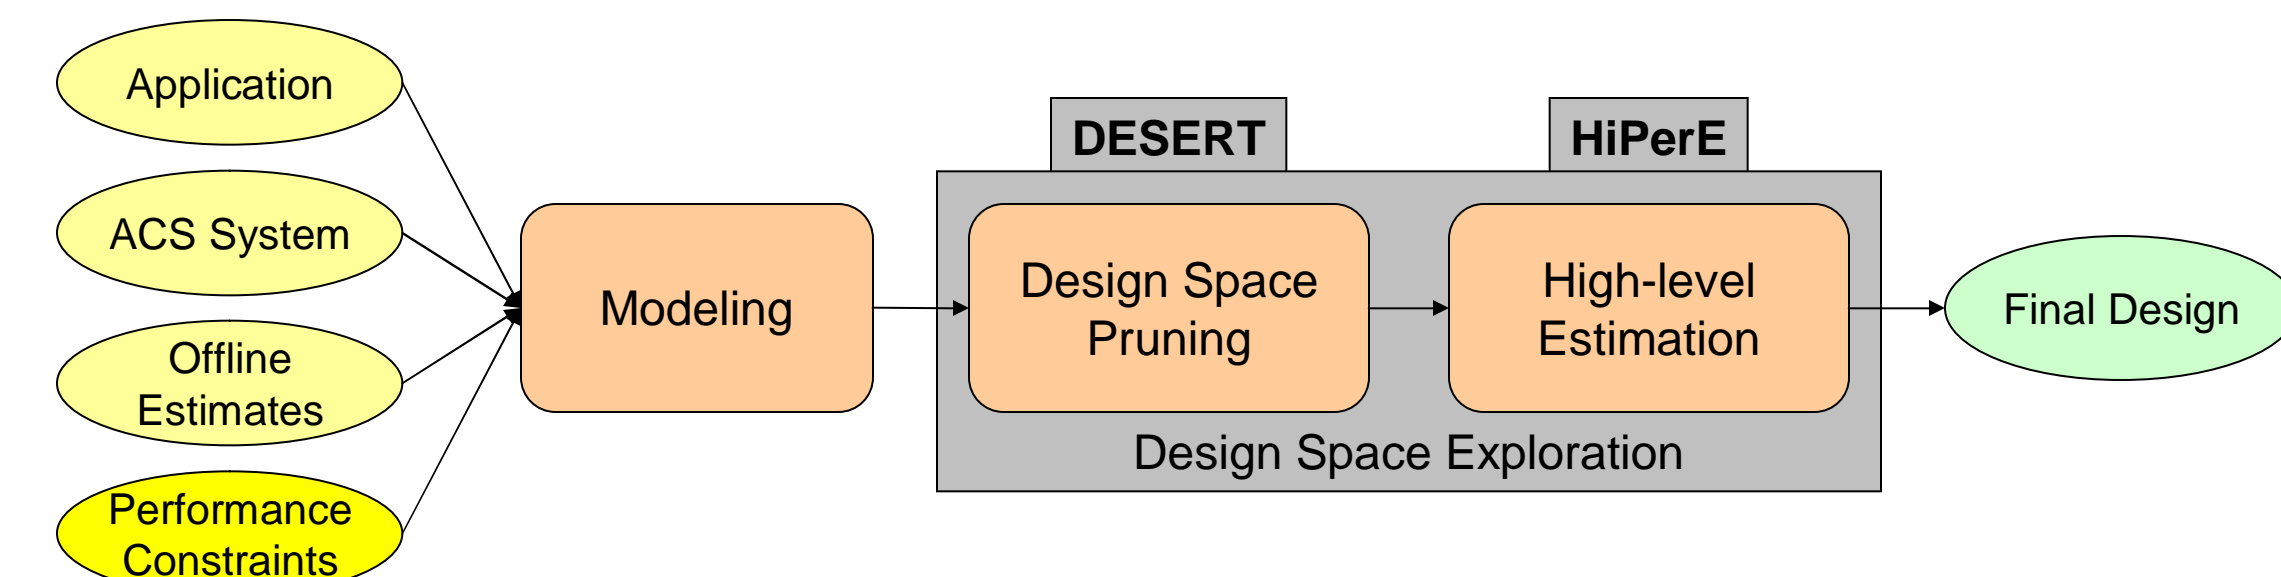 Application
ACS System
Offline
Estimates
Performance
Constraints
Modeling
DESERT
HiPerE
Design Space
Pruning
High-level
Estimation
Design Space Exploration
Final Design